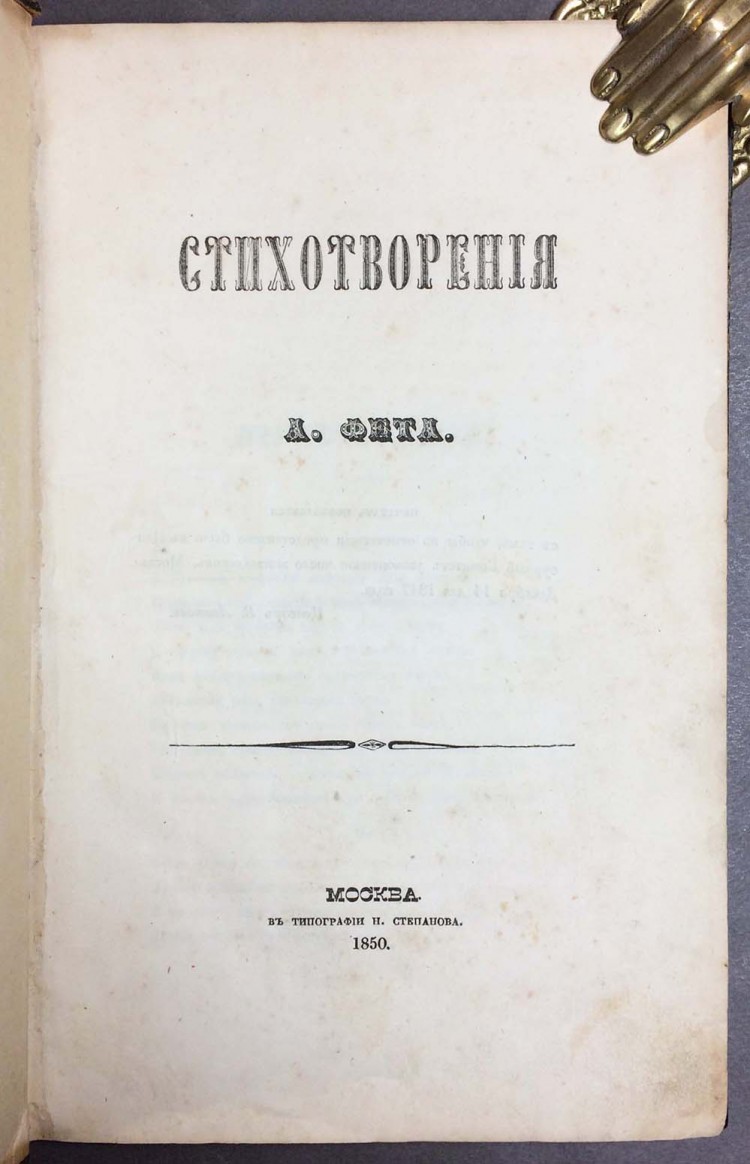 СТИХОТВОРЕНІЯ
А. ФЕТА.
МОСКВА.
ВЪ ТИПОГРАФІИ Н. СТЕПАНОВА.
1850.